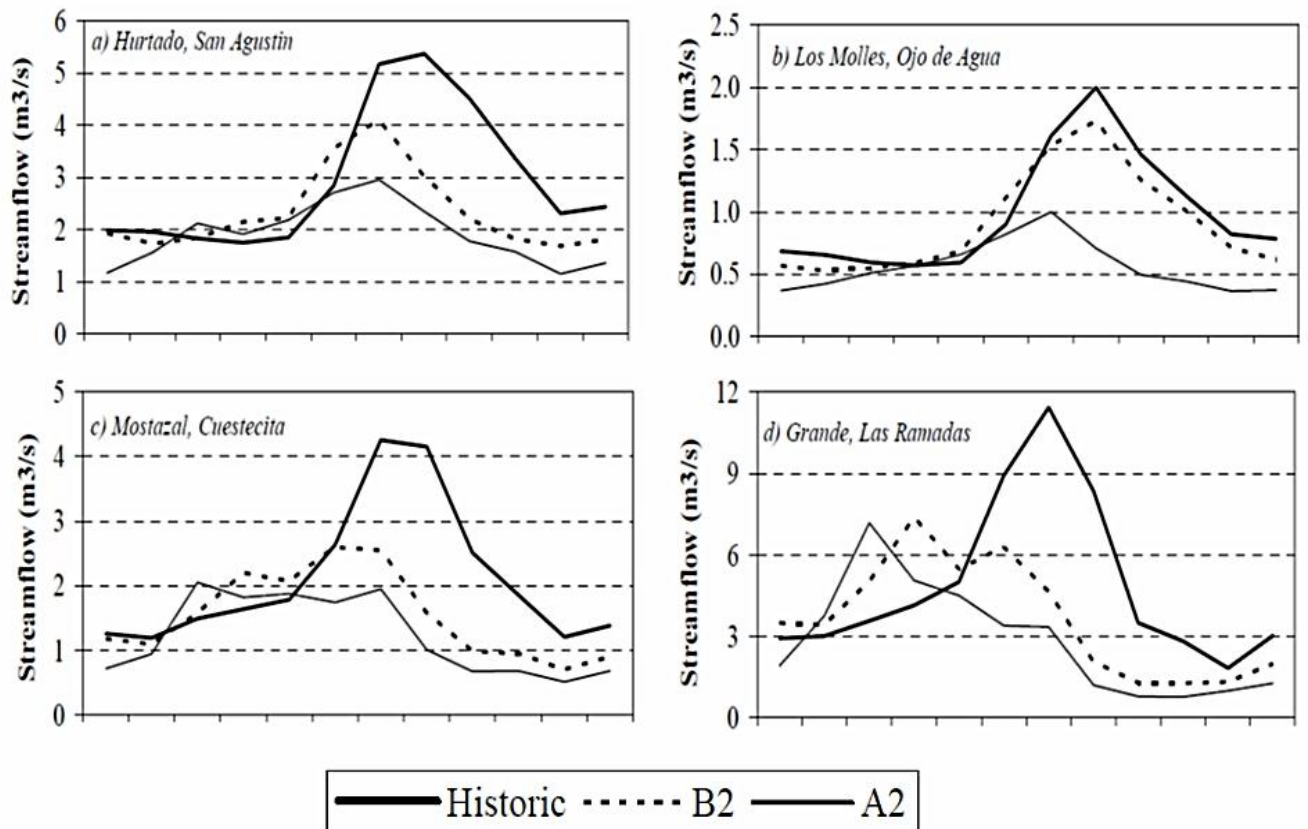 a) Hurtado, San Agustin
Streamflow (m3/s)
6
5
4
3
2
1
0
b) Los Molles, Ojo de Agua
Streamflow (m3/s)
2.5
2.0
1.5
1.0
0.5
0.0
c) Mostazal, Cuestecita
Streamflow (m3/s)
5
4
3
2
1
0
d) Grande, Las Ramadas
Streamflow (m3/s)
12
9
6
3
0
Historic B2 A2